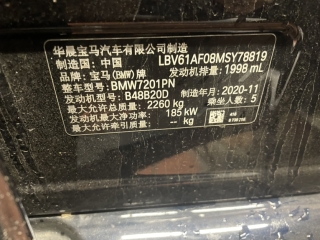 华晨宝马汽车有限公司制造
制造国：中国 LBV61AF08MSY78819
品牌：宝马(BMW)牌 发动机排量：1998 mL
整车型号：BMW7201PN
发动机型号：B48B20D 制造年月：2020-11
最大允许总质量：2260 kg 乘坐人数：5
发动机最大净功率：185 kW
最大允许牵引质量：- kg